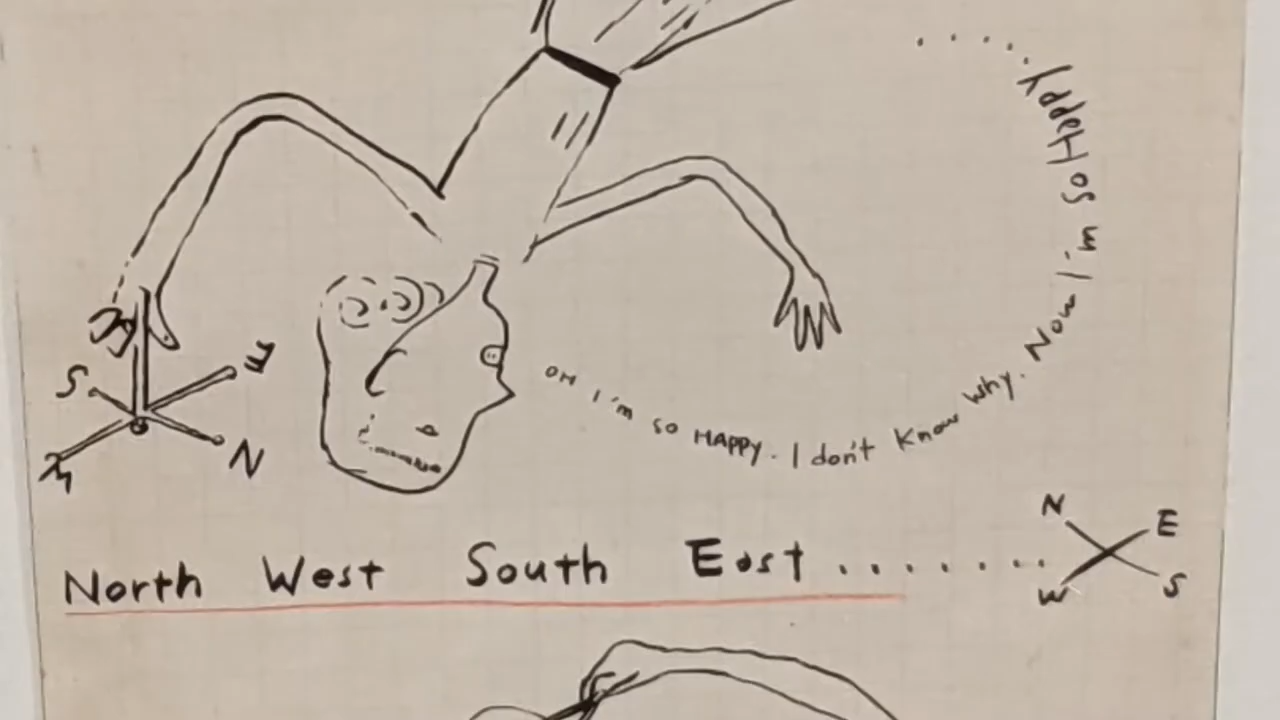 OH I'm so HAPPY. I don't know why. Now I'm So Happy.....
S E
W N
North West South East........
N E
W S